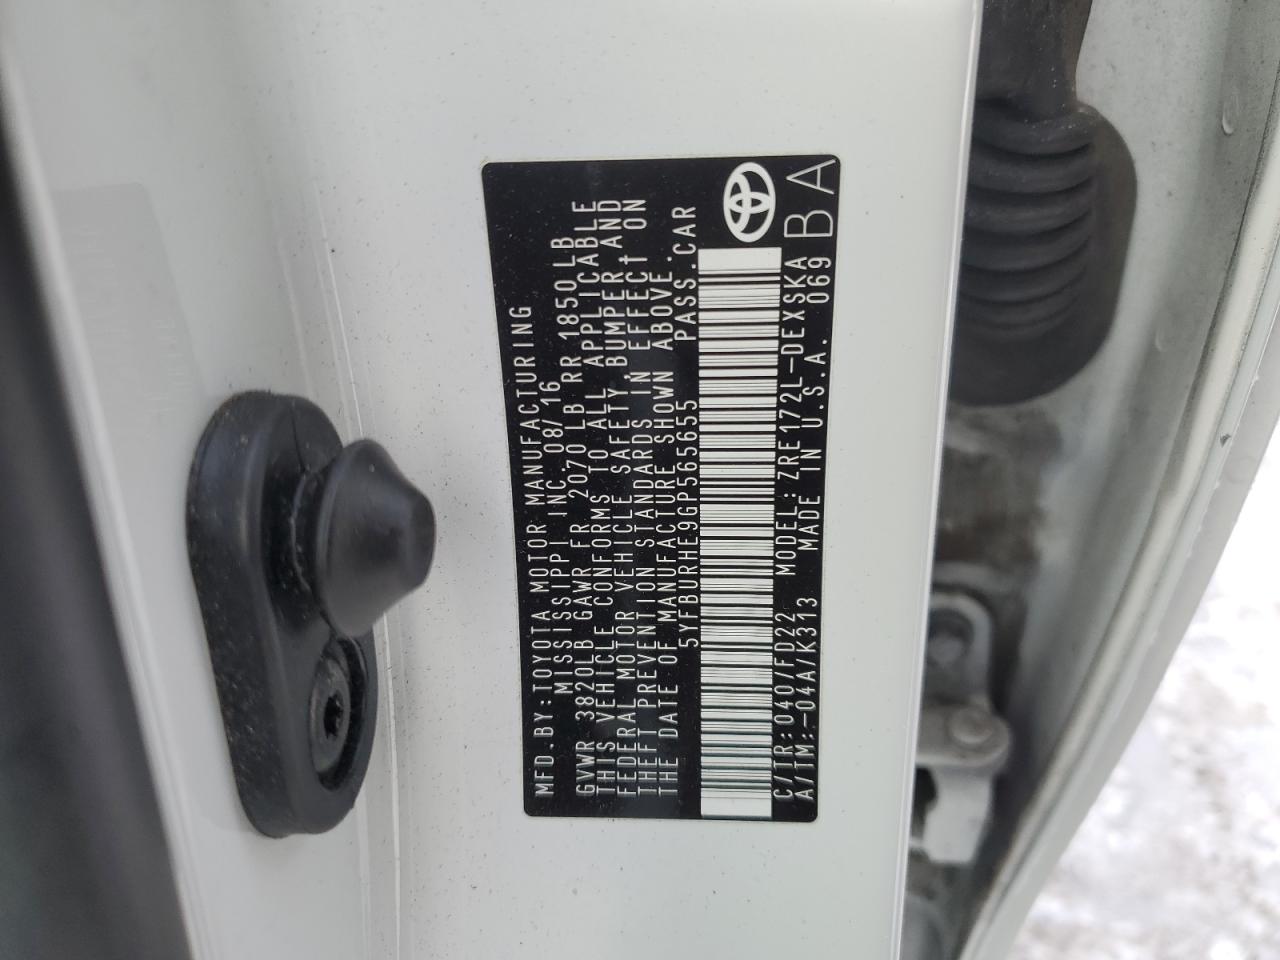 MFD.BY:TOYOTA MOTOR MANUFACTURING
MISSISSIPPI INC. 08/16
GVWR 3820LB GAWR FR 2070LB RR 1850LB
THIS VEHICLE CONFORMS TO ALL APPLICABLE
FEDERAL MOTOR VEHICLE SAFETY,BUMPER,AND
THEFT PREVENTION STANDARDS IN EFFECT ON
THE DATE OF MANUFACTURE SHOWN ABOVE.
5YFBURHE9GP565655 PASS.CAR
C/TR:040/FD22 MODEL:ZRE172L-DEXSKA
A/TM:-04A/K313 MADE IN U.S.A. 069 BA